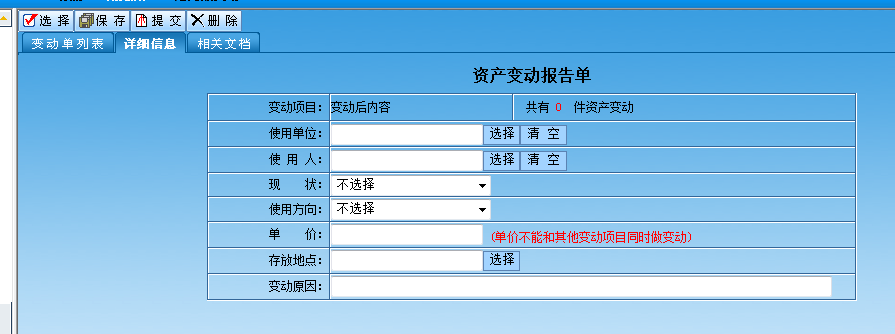 选 择 保 存 提 交 删 除
变动单列表 详细信息 相关文档
资产变动报告单
变动项目: 变动后内容 共有 0 件资产变动
使用单位: 选择 清 空
使 用 人: 选择 清 空
现 状: 不选择
使用方向: 不选择
单 价: (单价不能和其他变动项目同时做变动)
存放地点: 选择
变动原因: